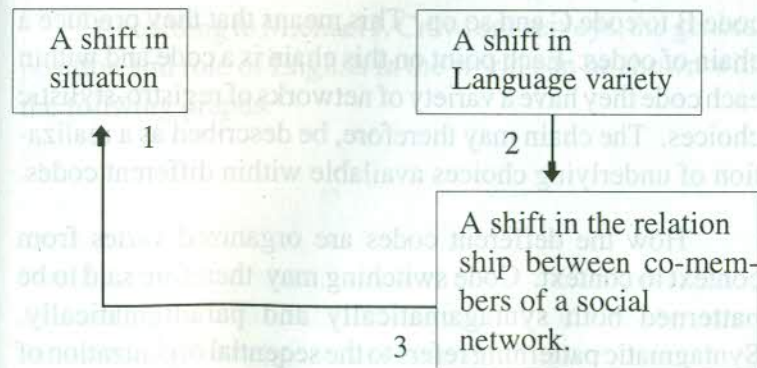 A shift in
situation
A shift in
Language variety
1
2
A shift in the relation
ship between co-mem-
bers of a social
network.
3
code B to code C and so on. This means that they produce a
chain of codes. Each point on this chain is a code and within
each code they have a variety of networks of registro-stylistic
choices. The chain may therefore, be described as a realiza-
tion of underlying choices available within different codes.
How the different codes are organized varies from
context to context. Code switching may therefore said to be
patterned both syntagmatically and
Syntagmatic patterning refers to the seqential organization of